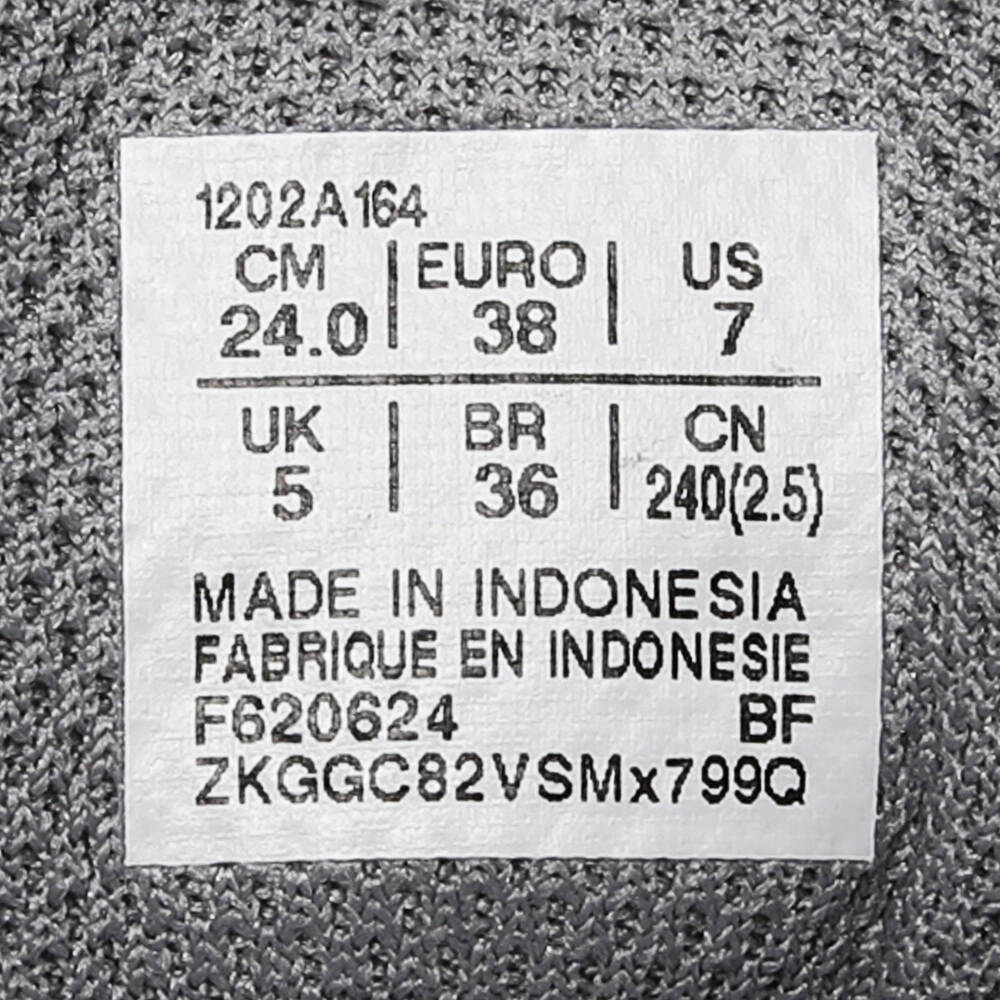 1202A164
CM | EURO | US
24.0 | 38 | 7
UK | BR | CN
5 | 36 | 240(2.5)
MADE IN INDONESIA
FABRIQUE EN INDONESIE
F620624 BF
ZKGGC82VSMx799Q